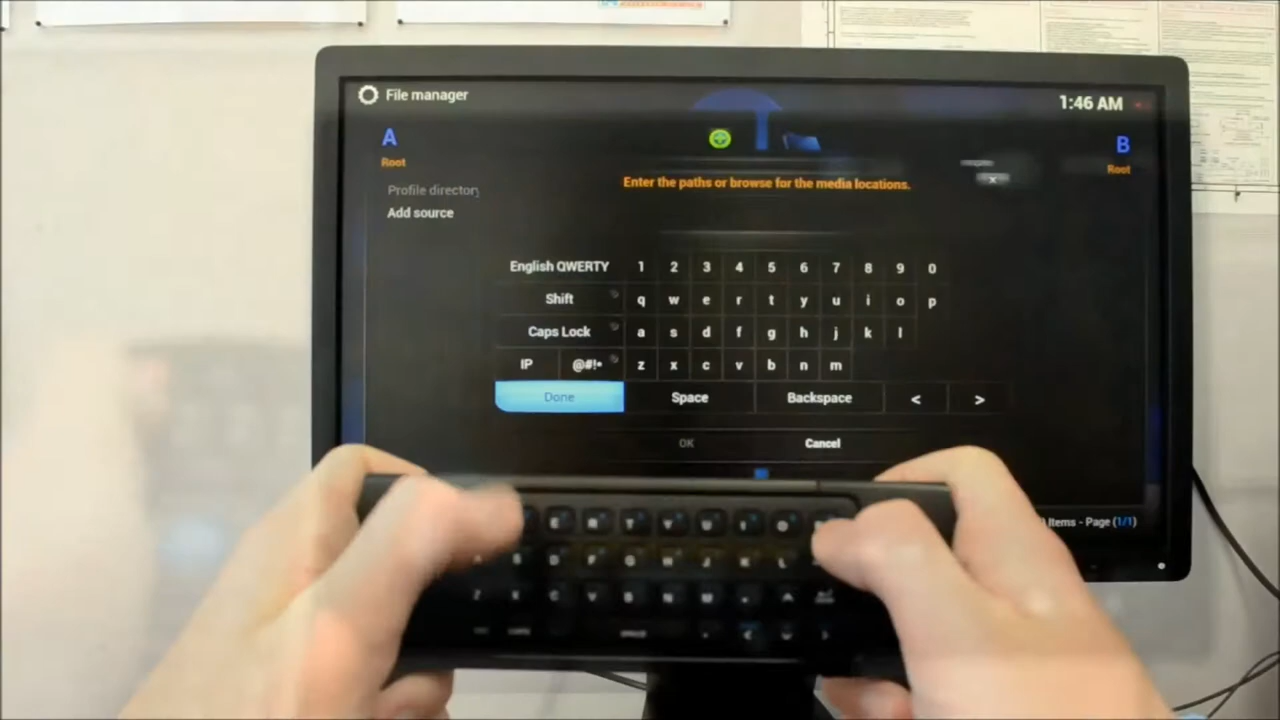 File manager
1:46 AM
A
B
Root
Root
Enter the paths or browse for the media locations.
Profile director
Add source
English QWERTY 1 2 3 4 5 6 7 8 9 0
Shift q w e r t y u i o p
Caps Lock a s d f g h j k l
IP @#!* z x c v b n m
Done Space Backspace < >
OK Cancel
Items - Page (1/1)
E R T Y U I O
S D F G H J K L
Z X C V B N M
SPACE